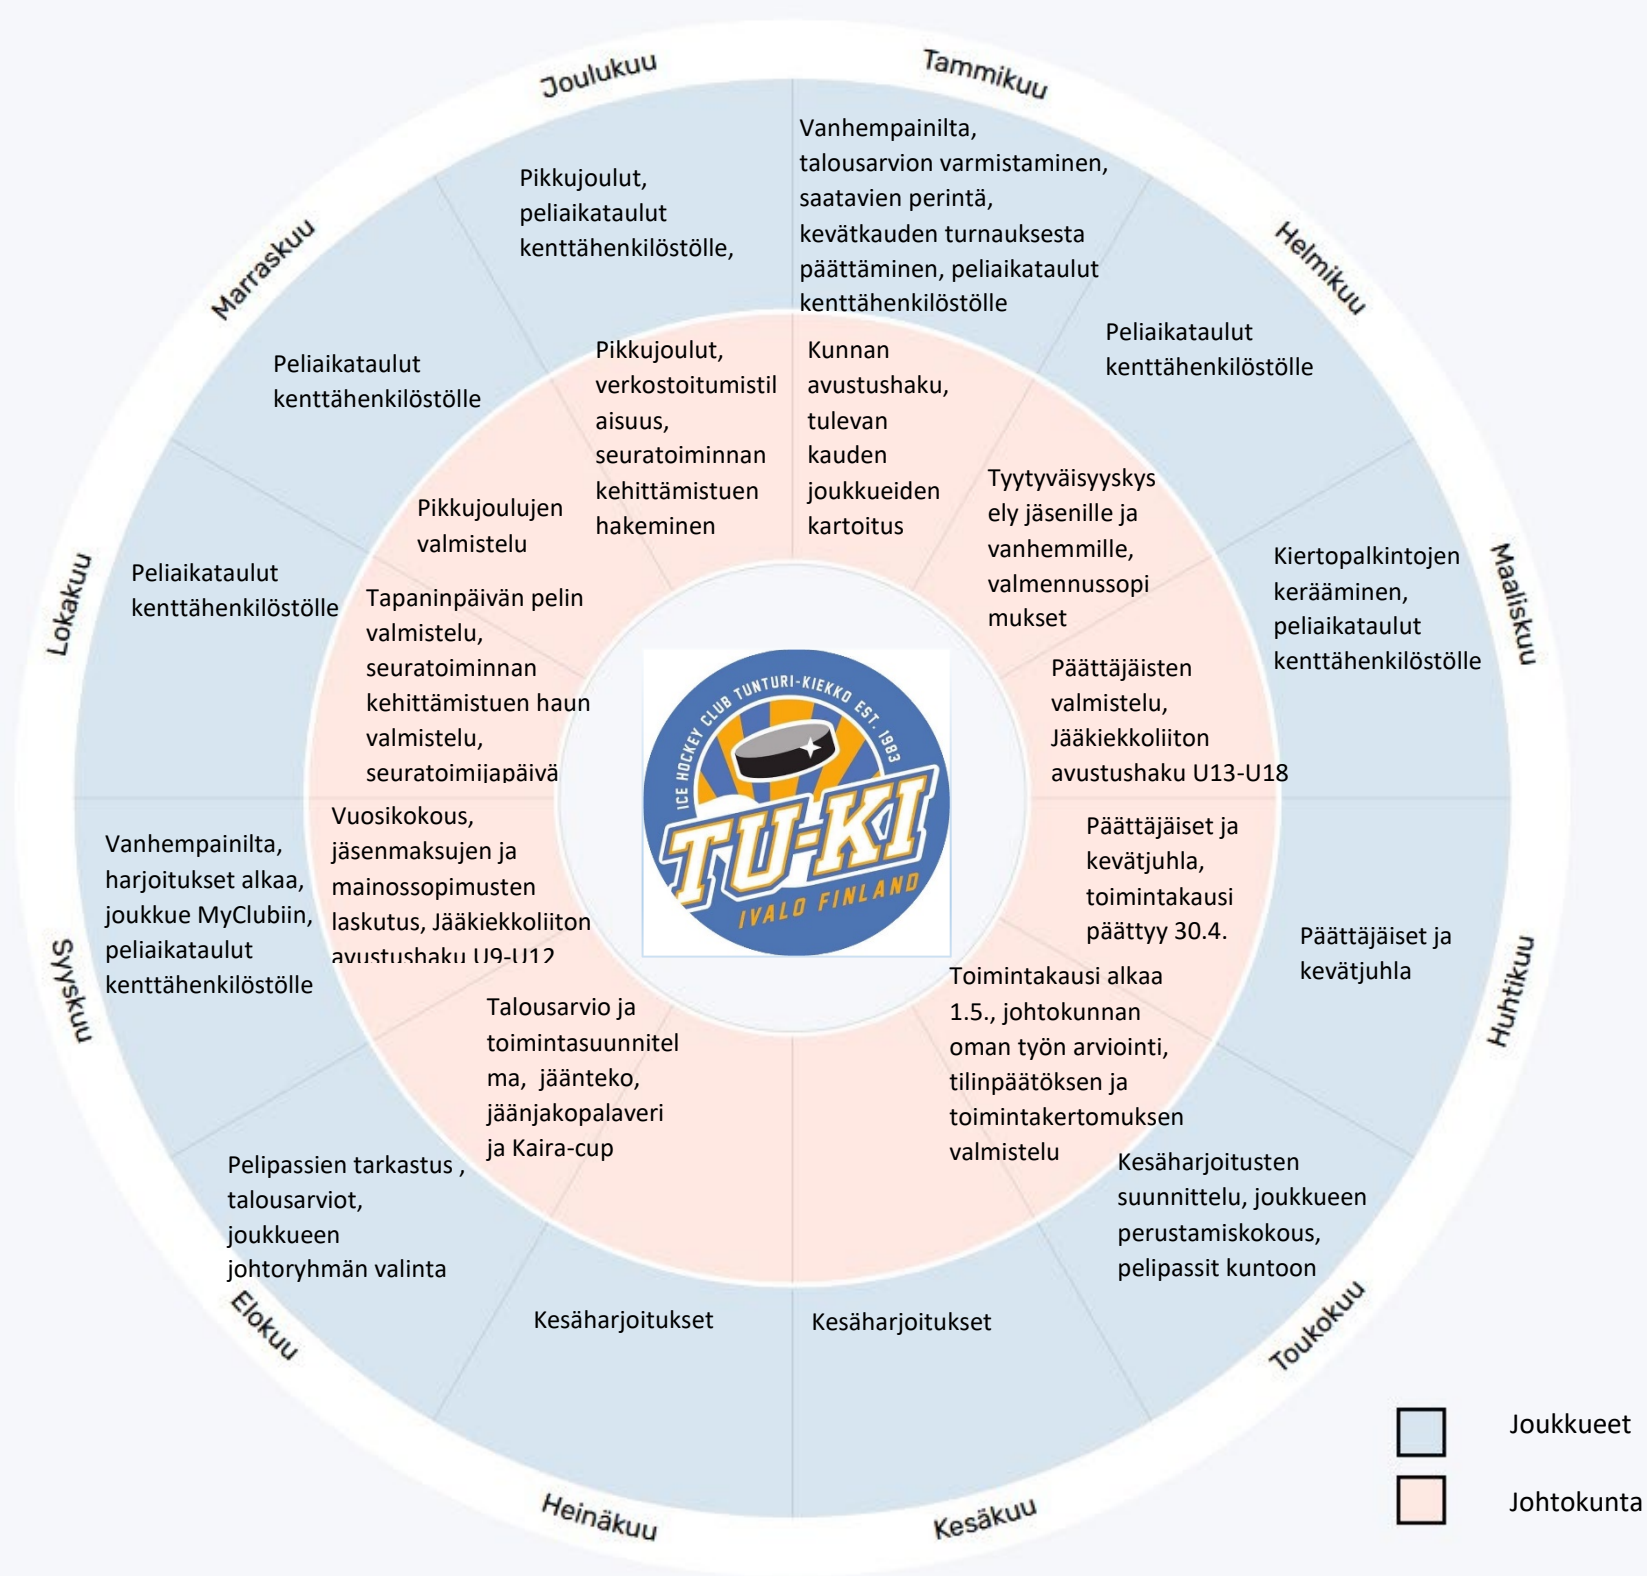 Tammikuu
Vanhempainilta,
talousarvion varmistaminen,
saatavien perintä,
kevätkauden turnauksesta
päättäminen, peliaikataulut
kenttähenkilöstölle
Kunnan
avustushaku,
tulevan
kauden
joukkueiden
kartoitus
Helmikuu
Peliaikataulut
kenttähenkilöstölle
Tyytyväisyyskys
ely jäsenille ja
vanhemmille,
valmennussopi
mukset
Maaliskuu
Kiertopalkintojen
kerääminen,
peliaikataulut
kenttähenkilöstölle
Päättäjäisten
valmistelu,
Jääkiekkoliiton
avustushaku U13-U18
Huhtikuu
Päättäjäiset ja
kevätjuhla
Päättäjäiset ja
kevätjuhla,
toimintakausi
päättyy 30.4.
Toukokuu
Kesäharjoitusten
suunnittelu, joukkueen
perustamiskokous,
pelipassit kuntoon
Toimintakausi alkaa
1.5., johtokunnan
oman työn arviointi,
tilinpäätöksen ja
toimintakertomuksen
valmistelu
Kesäkuu
Kesäharjoitukset
Heinäkuu
Kesäharjoitukset
Elokuu
Pelipassien tarkastus ,
talousarviot,
joukkueen
johtoryhmän valinta
Talousarvio ja
toimintasuunnitel
ma, jäänteko,
jäänjakopalaveri
ja Kaira-cup
Syyskuu
Vanhempainilta,
harjoitukset alkaa,
joukkue MyClubiin,
peliaikataulut
kenttähenkilöstölle
Vuosikokous,
jäsenmaksujen ja
mainossopimusten
laskutus, Jääkiekkoliiton
avustushaku U9-U12
Lokakuu
Peliaikataulut
kenttähenkilöstölle
Tapaninpäivän pelin
valmistelu,
seuratoiminnan
kehittämistuen haun
valmistelu,
seuratoimijapäivä
Marraskuu
Peliaikataulut
kenttähenkilöstölle
Pikkujoulujen
valmistelu
Joulukuu
Pikkujoulut,
peliaikataulut
kenttähenkilöstölle,
Pikkujoulut,
verkostoitumistil
aisuus,
seuratoiminnan
kehittämistuen
hakeminen
ICE HOCKEY CLUB TUNTURI-KIEKKO EST. 1983
TU-KI
IVALO FINLAND
Joukkueet
Johtokunta